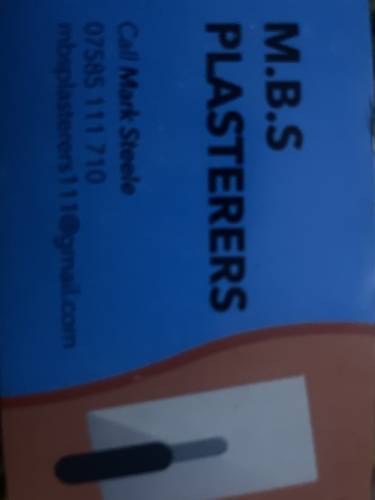 M.B.S
PLASTERERS
Call Mark Steele
07585 111 710
mbsplasterers111@gmail.com